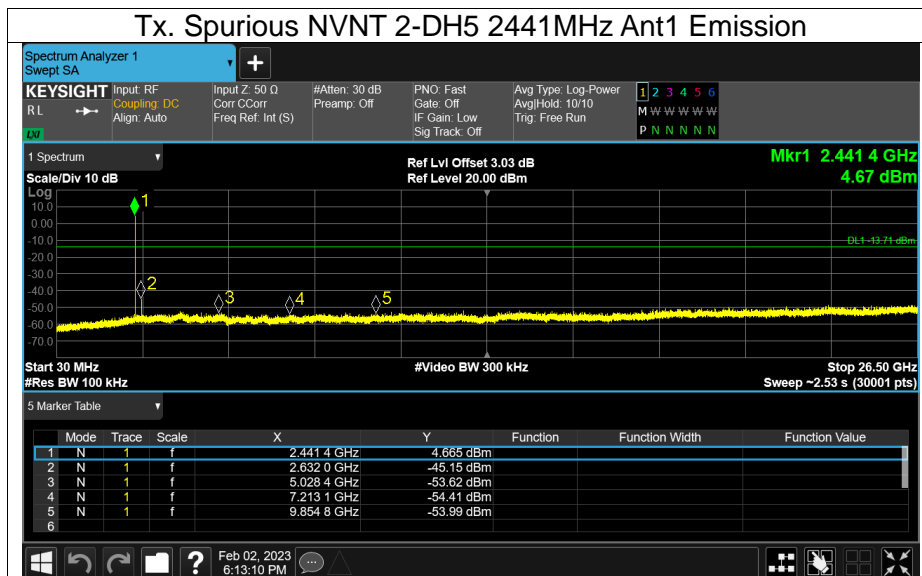 Tx. Spurious NVNT 2-DH5 2441MHz Ant1 Emission
Spectrum Analyzer 1
Swept SA
+
KEYSIGHT Input: RF Input Z: 50 Ω #Atten: 30 dB PNO: Fast Avg Type: Log-Power 1 2 3 4 5 6
RL Coupling: DC Corr CCorr Preamp: Off Gate: Off Avg|Hold: 10/10 M W W W W W
Align: Auto Freq Ref: Int (S) IF Gain: Low Trig: Free Run
LXI Sig Track: Off P N N N N N
1 Spectrum Ref Lvl Offset 3.03 dB Mkr1 2.441 4 GHz
Scale/Div 10 dB Ref Level 20.00 dBm 4.67 dBm
Log
10.0 1
0.00
-10.0 DL1 -13.71 dBm
-20.0
-30.0
-40.0 2
-50.0 3 4 5
-60.0
-70.0
Start 30 MHz #Video BW 300 kHz Stop 26.50 GHz
#Res BW 100 kHz Sweep ~2.53 s (30001 pts)
5 Marker Table
Mode Trace Scale X Y Function Function Width Function Value
1 N 1 f 2.441 4 GHz 4.665 dBm
2 N 1 f 2.632 0 GHz -45.15 dBm
3 N 1 f 5.028 4 GHz -53.62 dBm
4 N 1 f 7.213 1 GHz -54.41 dBm
5 N 1 f 9.854 8 GHz -53.99 dBm
6
? Feb 02, 2023
6:13:10 PM